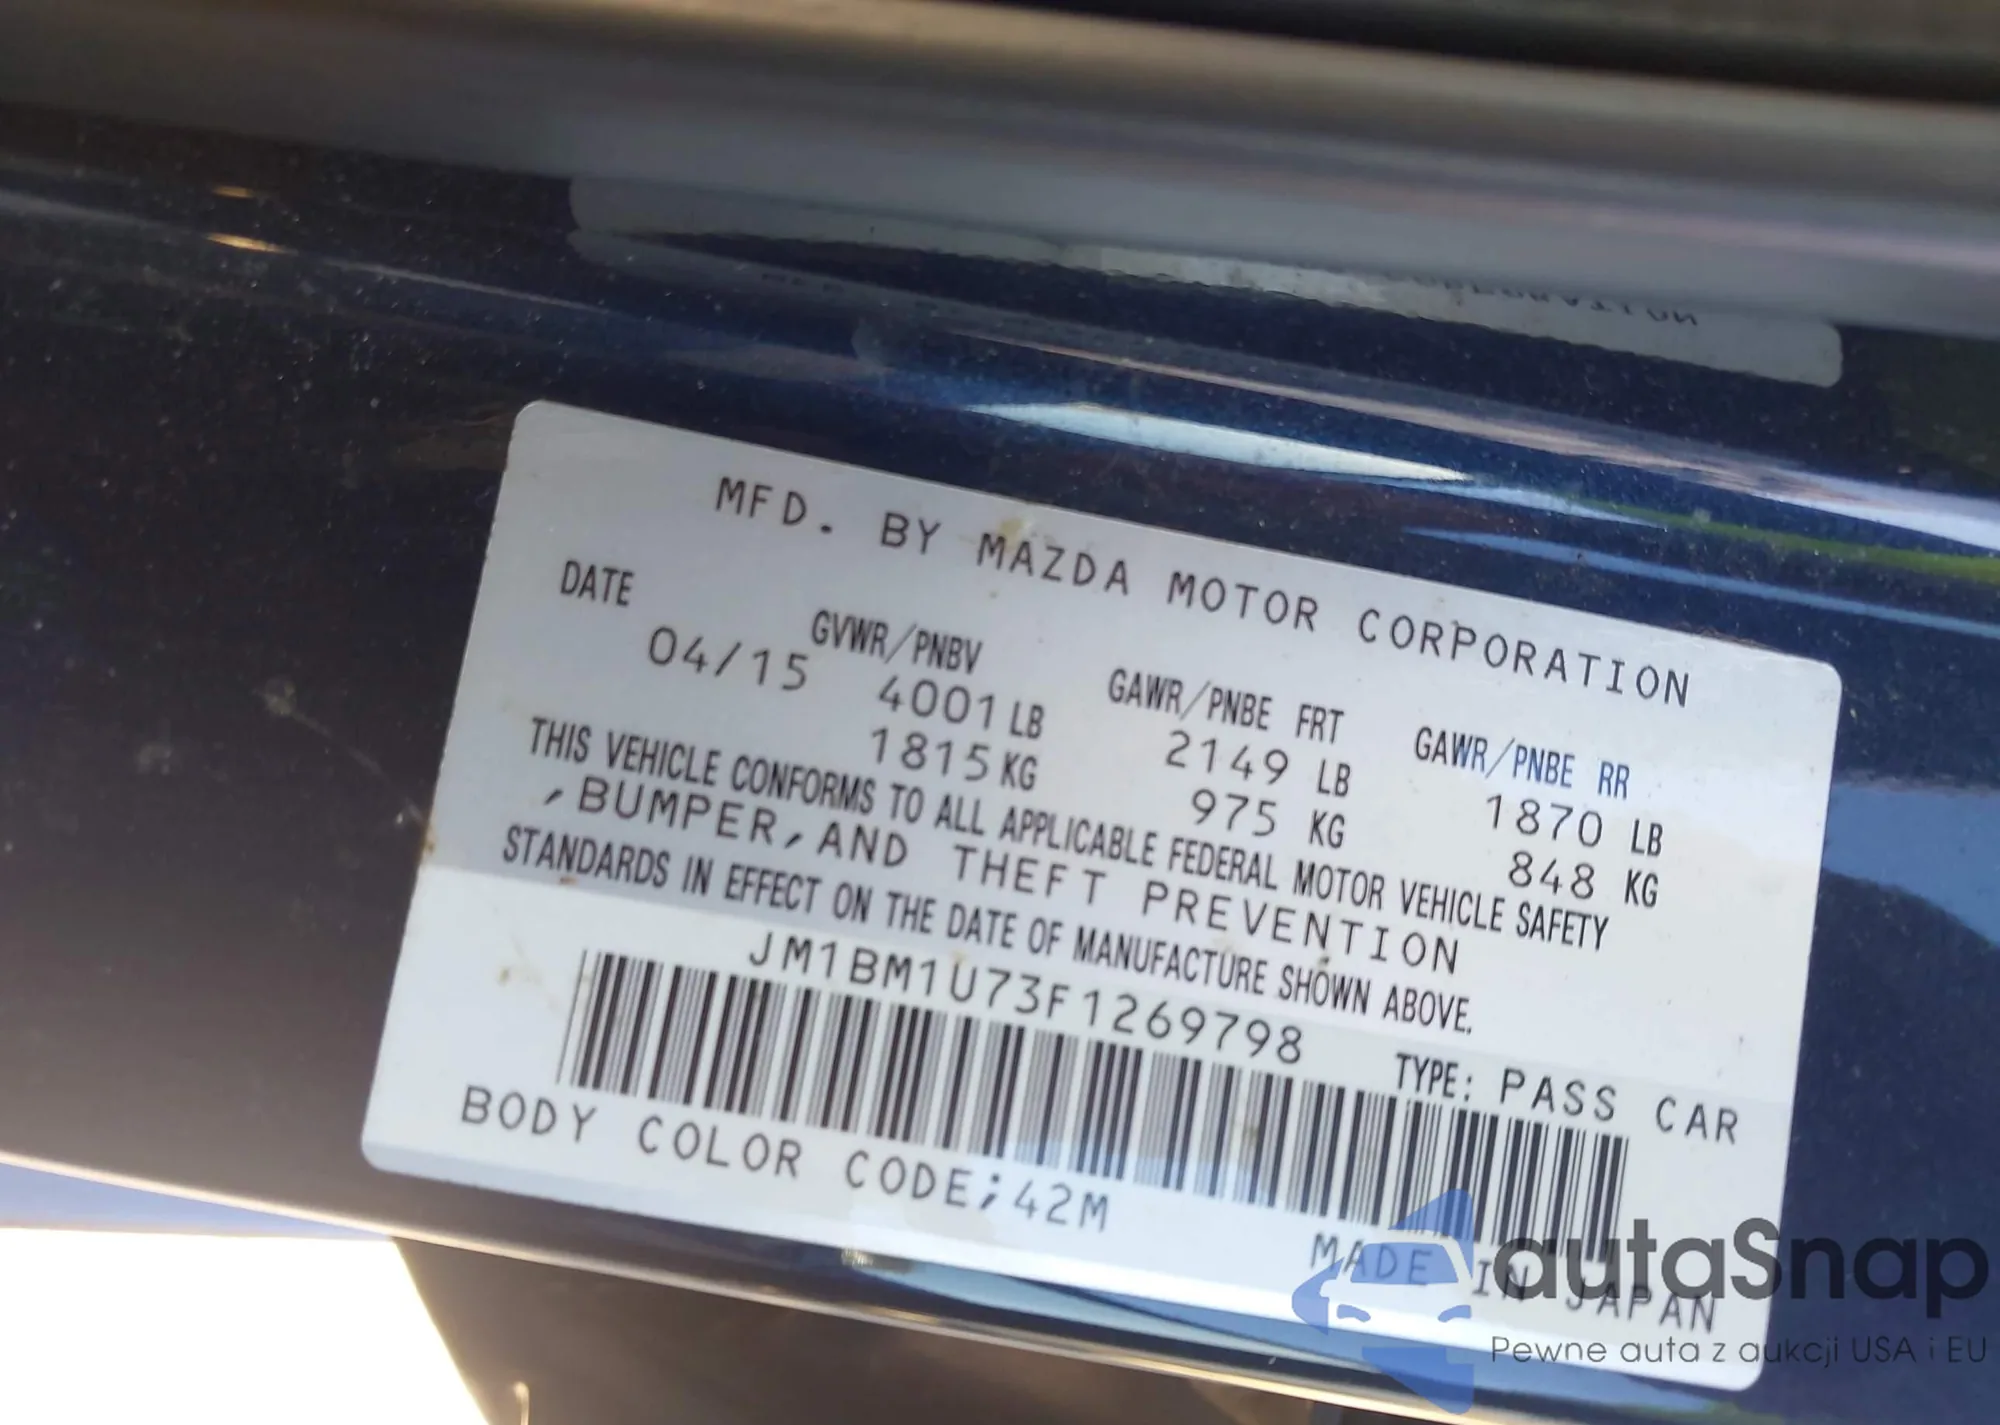 MFD. BY MAZDA MOTOR CORPORATION
DATE GVWR/PNBV GAWR/PNBE FRT GAWR/PNBE RR
04/15 4001 LB 2149 LB 1870 LB
1815 KG 975 KG 848 KG
THIS VEHICLE CONFORMS TO ALL APPLICABLE FEDERAL MOTOR VEHICLE SAFETY
, BUMPER, AND THEFT PREVENTION
STANDARDS IN EFFECT ON THE DATE OF MANUFACTURE SHOWN ABOVE.
JM1BM1U73F1269798 TYPE: PASS CAR
BODY COLOR CODE;42M
MADE IN JAPAN
autaSnap
Pewne auta z aukcji USA i EU